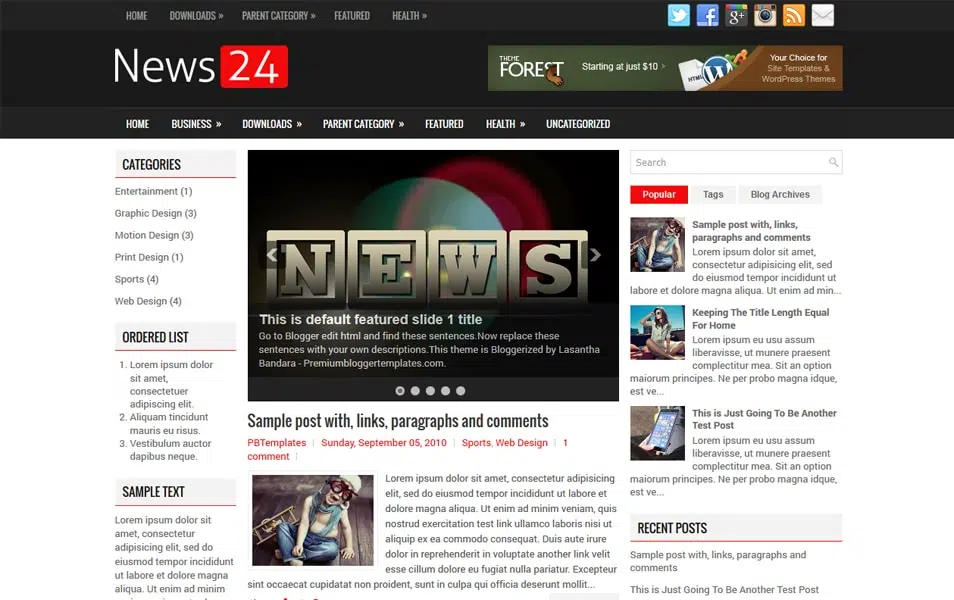 HOME DOWNLOADS » PARENT CATEGORY » FEATURED HEALTH »
News 24
THEME
FOREST
Starting at just $10 >
HTML
Your Choice for
Site Templates &
WordPress Themes
HOME BUSINESS » DOWNLOADS » PARENT CATEGORY » FEATURED HEALTH » UNCATEGORIZED
CATEGORIES
Entertainment (1)
Graphic Design (3)
Motion Design (3)
Print Design (1)
Sports (4)
Web Design (4)
ORDERED LIST
1. Lorem ipsum dolor
sit amet,
consectetuer
adipiscing elit.
2. Aliquam tincidunt
mauris eu risus.
3. Vestibulum auctor
dapibus neque.
SAMPLE TEXT
Lorem ipsum dolor sit
amet, consectetur
adipisicing elit, sed do
eiusmod tempor incididunt
ut labore et dolore magna
aliqua. Ut enim ad minim
NEWS
This is default featured slide 1 title
Go to Blogger edit html and find these sentences.Now replace these
sentences with your own descriptions.This theme is Bloggerized by Lasantha
Bandara - Premiumbloggertemplates.com.
Sample post with, links, paragraphs and comments
PBTemplates | Sunday, September 05, 2010 | Sports, Web Design | 1
comment |
Lorem ipsum dolor sit amet, consectetur adipisicing
elit, sed do eiusmod tempor incididunt ut labore et
dolore magna aliqua. Ut enim ad minim veniam, quis
nostrud exercitation test link ullamco laboris nisi ut
aliquip ex ea commodo consequat. Duis aute irure
dolor in reprehenderit in voluptate another link velit
esse cillum dolore eu fugiat nulla pariatur. Excepteur
sint occaecat cupidatat non proident, sunt in culpa qui officia deserunt mollit...
Search
Popular Tags Blog Archives
Sample post with, links,
paragraphs and comments
Lorem ipsum dolor sit amet,
consectetur adipisicing elit, sed
do eiusmod tempor incididunt ut
labore et dolore magna aliqua. Ut enim ad min...
Keeping The Title Length Equal
For Home
Lorem ipsum eu usu assum
liberavisse, ut munere praesent
complectitur mea. Sit an option
maiorum principes. Ne per probo magna idque,
est ve...
This is Just Going To Be Another
Test Post
Lorem ipsum eu usu assum
liberavisse, ut munere praesent
complectitur mea. Sit an option
maiorum principes. Ne per probo magna idque,
est ve...
RECENT POSTS
Sample post with, links, paragraphs and
comments
This is Just Going To Be Another Test Post